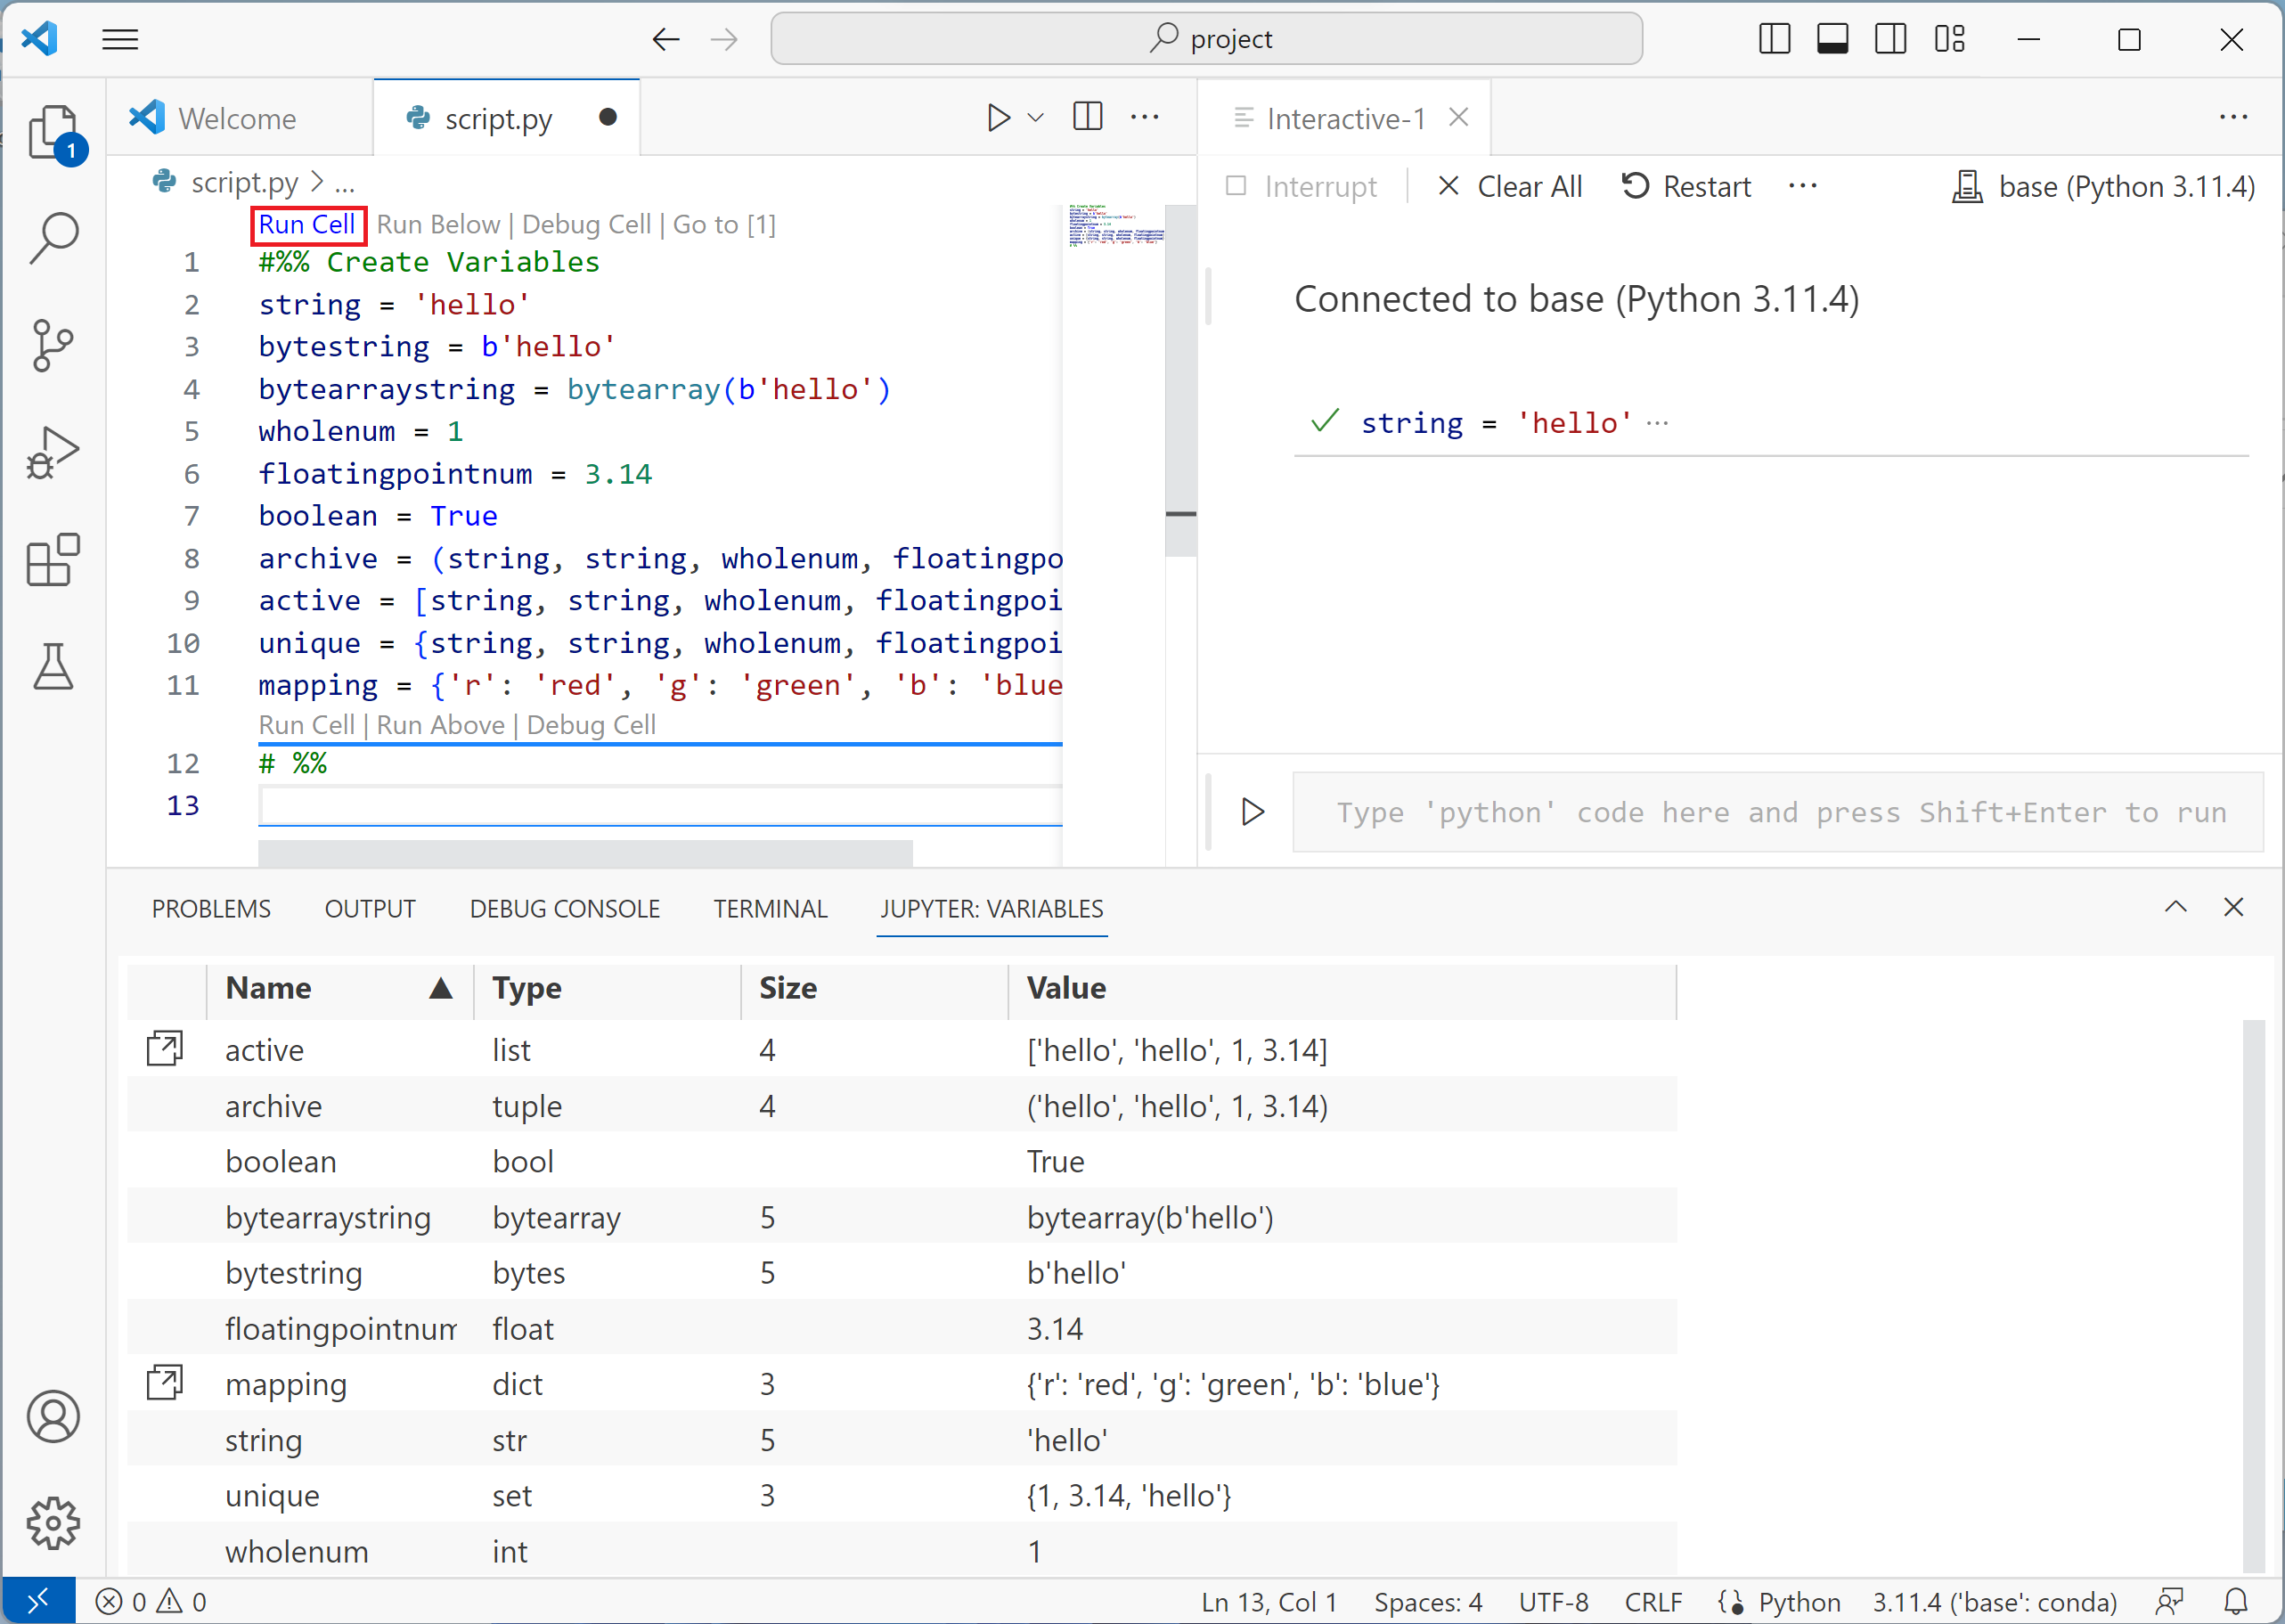 project
Welcome
script.py
Interactive-1
script.py > ...
Interrupt
Clear All
Restart
base (Python 3.11.4)
Run Cell | Run Below | Debug Cell | Go to [1]
1 #%% Create Variables
2 string = 'hello'
3 bytestring = b'hello'
4 bytearraystring = bytearray(b'hello')
5 wholenum = 1
6 floatingpointnum = 3.14
7 boolean = True
8 archive = (string, string, wholenum, floatingpo
9 active = [string, string, wholenum, floatingpoi
10 unique = {string, string, wholenum, floatingpoi
11 mapping = {'r': 'red', 'g': 'green', 'b': 'blue
Run Cell | Run Above | Debug Cell
12 # %%
13
Connected to base (Python 3.11.4)
string = 'hello' ...
Type 'python' code here and press Shift+Enter to run
PROBLEMS OUTPUT DEBUG CONSOLE TERMINAL JUPYTER: VARIABLES
Name Type Size Value
active list 4 ['hello', 'hello', 1, 3.14]
archive tuple 4 ('hello', 'hello', 1, 3.14)
boolean bool True
bytearraystring bytearray 5 bytearray(b'hello')
bytestring bytes 5 b'hello'
floatingpointnum float 3.14
mapping dict 3 {'r': 'red', 'g': 'green', 'b': 'blue'}
string str 5 'hello'
unique set 3 {1, 3.14, 'hello'}
wholenum int 1
0 0 Ln 13, Col 1 Spaces: 4 UTF-8 CRLF Python 3.11.4 ('base': conda)
1